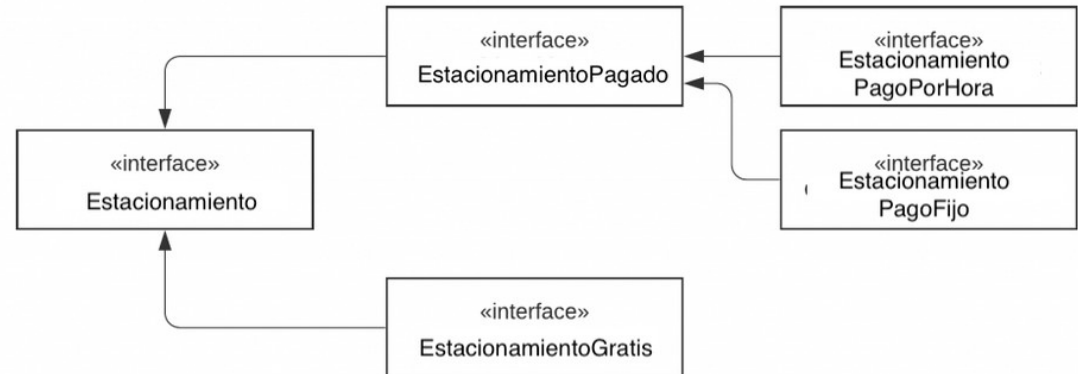 «interface»
EstacionamientoPagado
«interface»
Estacionamiento
PagoPorHora
«interface»
Estacionamiento
«interface»
Estacionamiento
PagoFijo
«interface»
EstacionamientoGratis